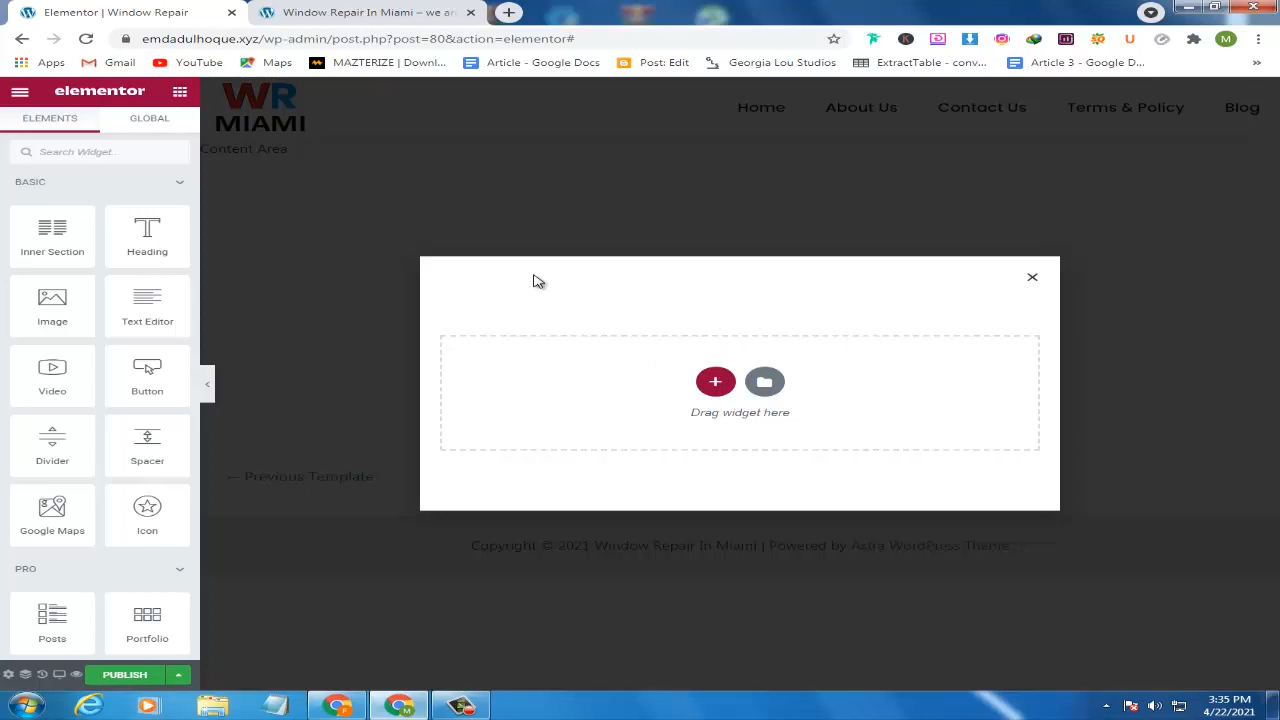 Elementor | Window Repair
Window Repair In Miami – we ar
emdadulhoque.xyz/wp-admin/post.php?post=80&action=elementor#
M
Apps
Gmail
YouTube
Maps
MAZTERIZE | Downl...
Article - Google Docs
Post Edit
Georgia Lou Studios
ExtractTable - conv...
Article 3 - Google D...
elementor
WR
MIAMI
Home
About Us
Contact Us
Terms & Policy
Blog
ELEMENTS
GLOBAL
Content Area
Search Widget...
BASIC
Inner Section
Heading
Image
Text Editor
Video
Button
Drag widget here
Divider
Spacer
← Previous Template
Google Maps
Icon
Copyright © 2021 Window Repair In Miami | Powered by Astra WordPress Theme
PRO
Posts
Portfolio
PUBLISH
3:35 PM
4/22/2021